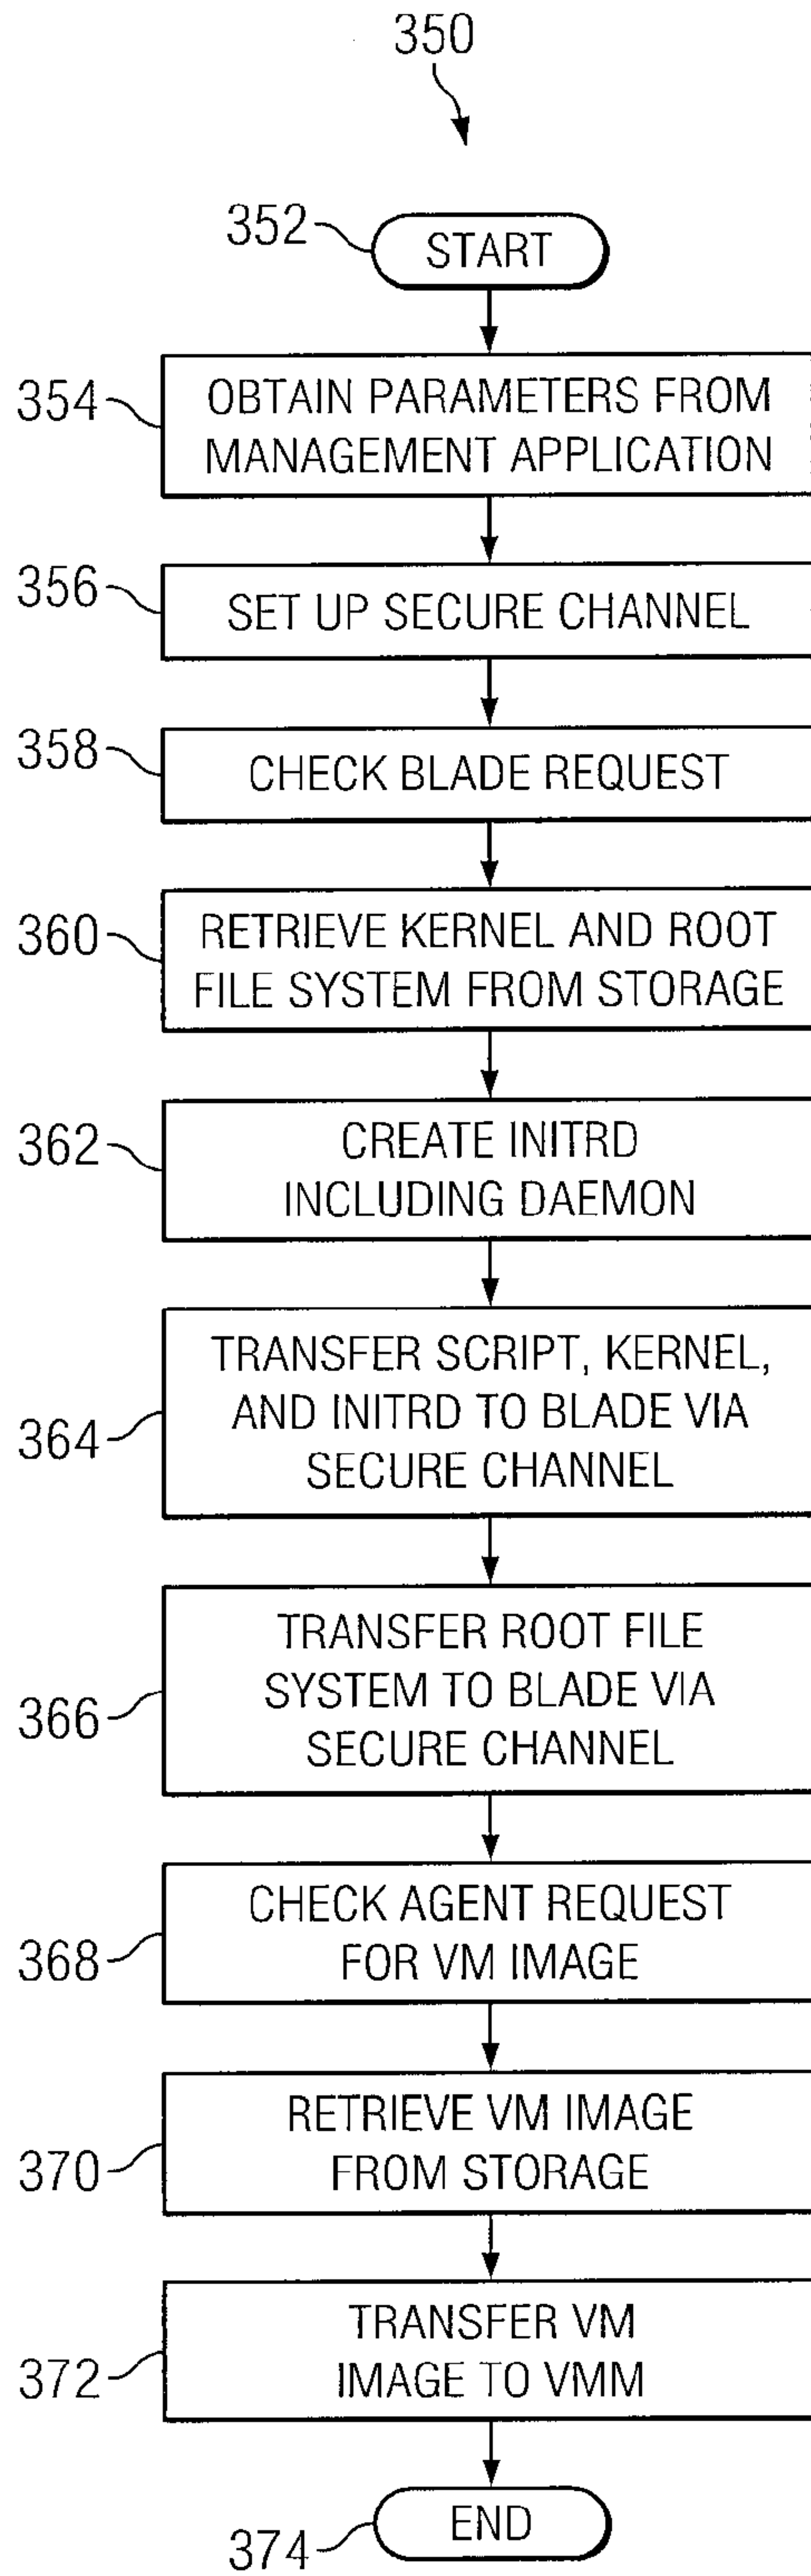 350
352
START
354
OBTAIN PARAMETERS FROM
MANAGEMENT APPLICATION
356
SET UP SECURE CHANNEL
358
CHECK BLADE REQUEST
360
RETRIEVE KERNEL AND ROOT
FILE SYSTEM FROM STORAGE
362
CREATE INITRD
INCLUDING DAEMON
364
TRANSFER SCRIPT, KERNEL,
AND INITRD TO BLADE VIA
SECURE CHANNEL
366
TRANSFER ROOT FILE
SYSTEM TO BLADE VIA
SECURE CHANNEL
368
CHECK AGENT REQUEST
FOR VM IMAGE
370
RETRIEVE VM IMAGE
FROM STORAGE
372
TRANSFER VM
IMAGE TO VMM
374
END